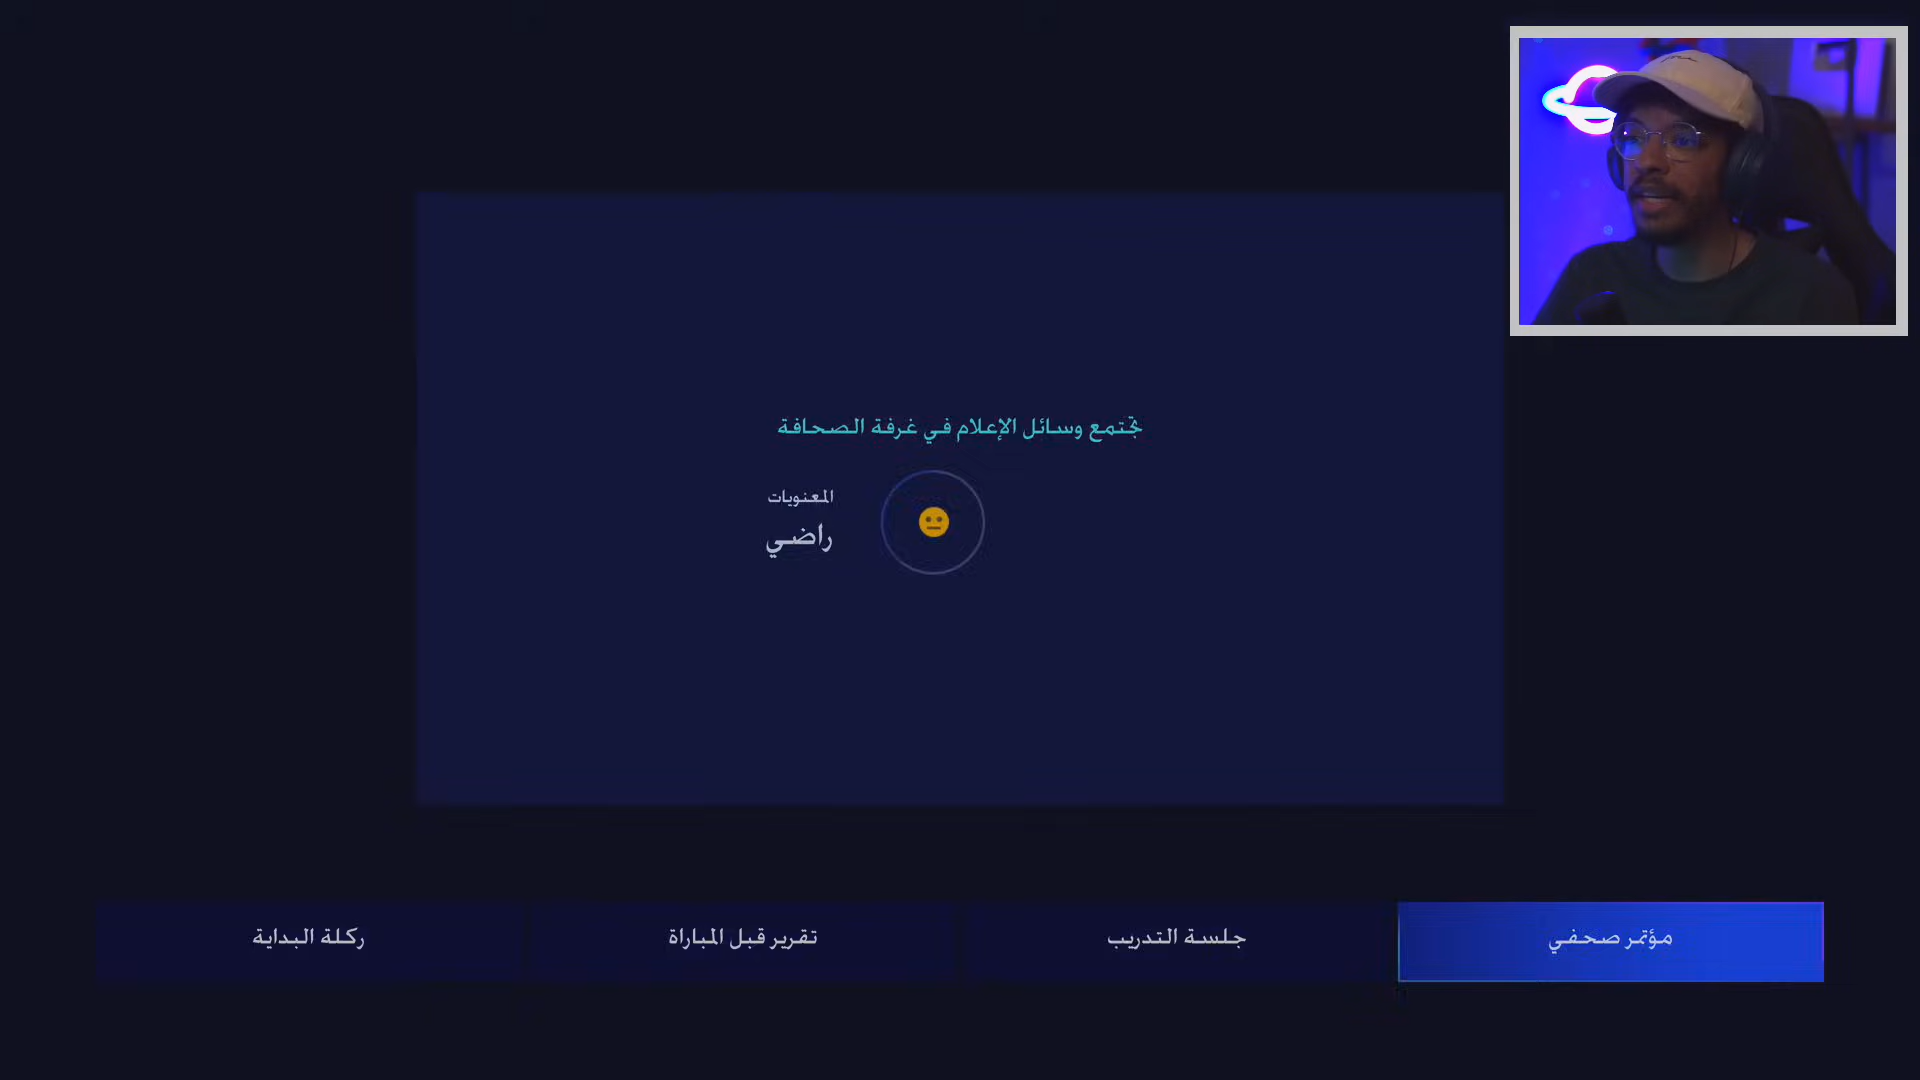 تجتمع وسائل الإعلام في غرفة الصحافة
المعنويات
راضي
مؤتمر صحفي
جلسة التدريب
تقرير قبل المباراة
ركلة البداية